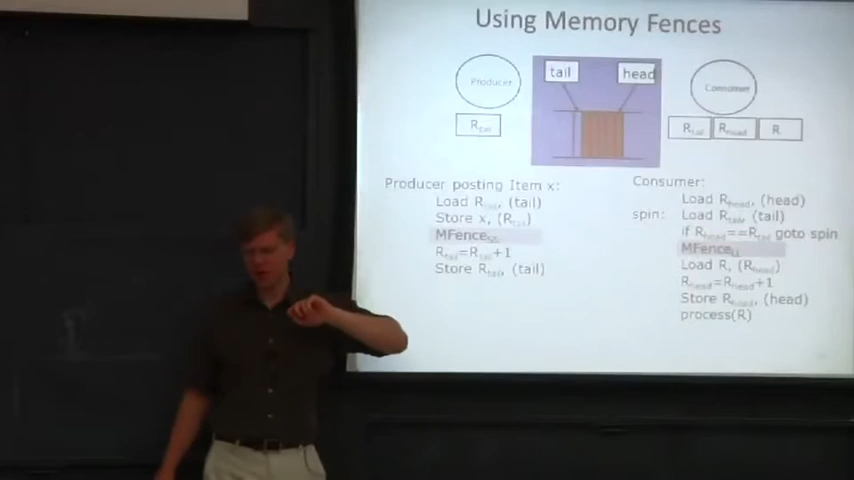 Using Memory Fences
Producer
tail
head
Consumer
Rtail
Rtail
Rhead
R
Producer posting Item x:
Load Rtail, (tail)
Store x, (Rtail)
MFenceSS
Rtail=Rtail+1
Store Rtail, (tail)
Consumer:
Load Rhead, (head)
spin: Load Rtail, (tail)
if Rhead==Rtail goto spin
MFenceLL
Load R, (Rhead)
Rhead=Rhead+1
Store Rhead, (head)
process(R)